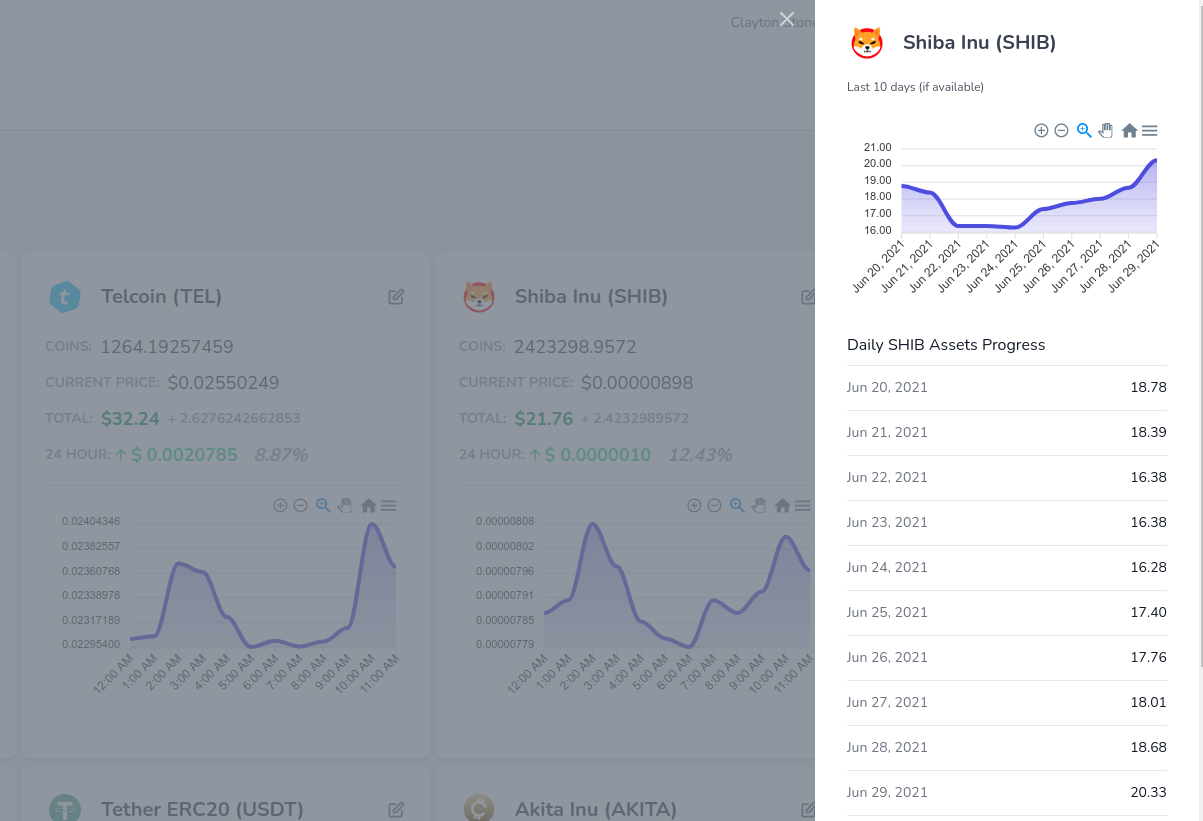 Clayton Stone
Telcoin (TEL)
COINS: 1264.19257459
CURRENT PRICE: $0.02550249
TOTAL: $32.24 + 2.6276242662853
24 HOUR: ↑ $ 0.0020785 8.87%
0.02404346
0.02382557
0.02360768
0.02338978
0.02317189
0.02295400
12:00 AM
1:00 AM
2:00 AM
3:00 AM
4:00 AM
5:00 AM
6:00 AM
7:00 AM
8:00 AM
9:00 AM
10:00 AM
11:00 AM
Shiba Inu (SHIB)
COINS: 2423298.9572
CURRENT PRICE: $0.00000898
TOTAL: $21.76 + 2.4232989572
24 HOUR: ↑ $ 0.0000010 12.43%
0.00000808
0.00000802
0.00000796
0.00000791
0.00000785
0.00000779
12:00 AM
1:00 AM
2:00 AM
3:00 AM
4:00 AM
5:00 AM
6:00 AM
7:00 AM
8:00 AM
9:00 AM
10:00 AM
11:00 AM
Tether ERC20 (USDT)
Akita Inu (AKITA)
Shiba Inu (SHIB)
Last 10 days (if available)
21.00
20.00
19.00
18.00
17.00
16.00
Jun 20, 2021
Jun 21, 2021
Jun 22, 2021
Jun 23, 2021
Jun 24, 2021
Jun 25, 2021
Jun 26, 2021
Jun 27, 2021
Jun 28, 2021
Jun 29, 2021
Daily SHIB Assets Progress
Jun 20, 2021 18.78
Jun 21, 2021 18.39
Jun 22, 2021 16.38
Jun 23, 2021 16.38
Jun 24, 2021 16.28
Jun 25, 2021 17.40
Jun 26, 2021 17.76
Jun 27, 2021 18.01
Jun 28, 2021 18.68
Jun 29, 2021 20.33